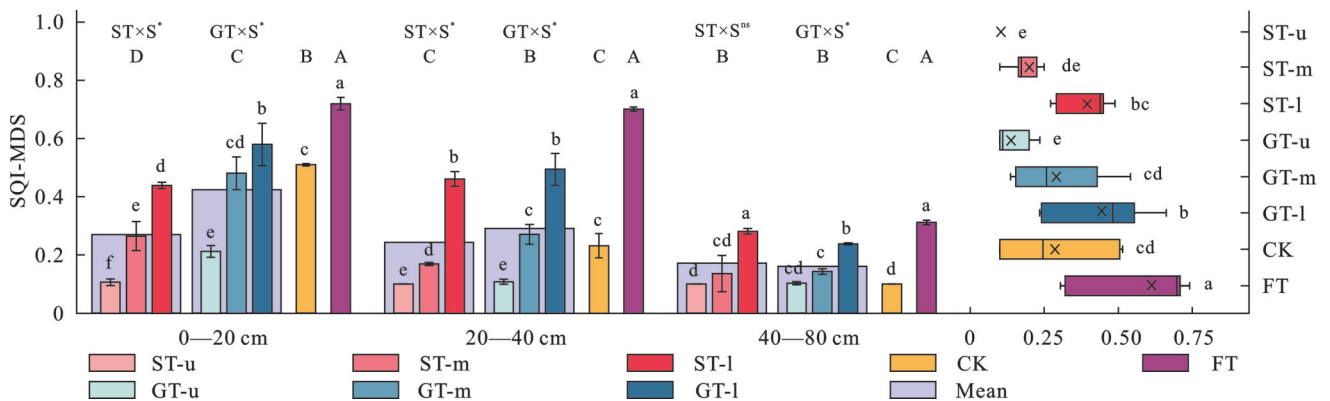 1.0
0.8
0.6
0.4
0.2
0
SQI-MDS
ST×S* GT×S* ST×S* GT×S* ST×Sns GT×S*
D C B A C B C A B B C A
f e d e cd b c a
e d b e c b c a
d cd a cd c b d a
0—20 cm 20—40 cm 40—80 cm
e ST-u
de ST-m
bc ST-l
e GT-u
cd GT-m
b GT-l
cd CK
a FT
0 0.25 0.50 0.75
ST-u ST-m ST-l CK FT
GT-u GT-m GT-l Mean